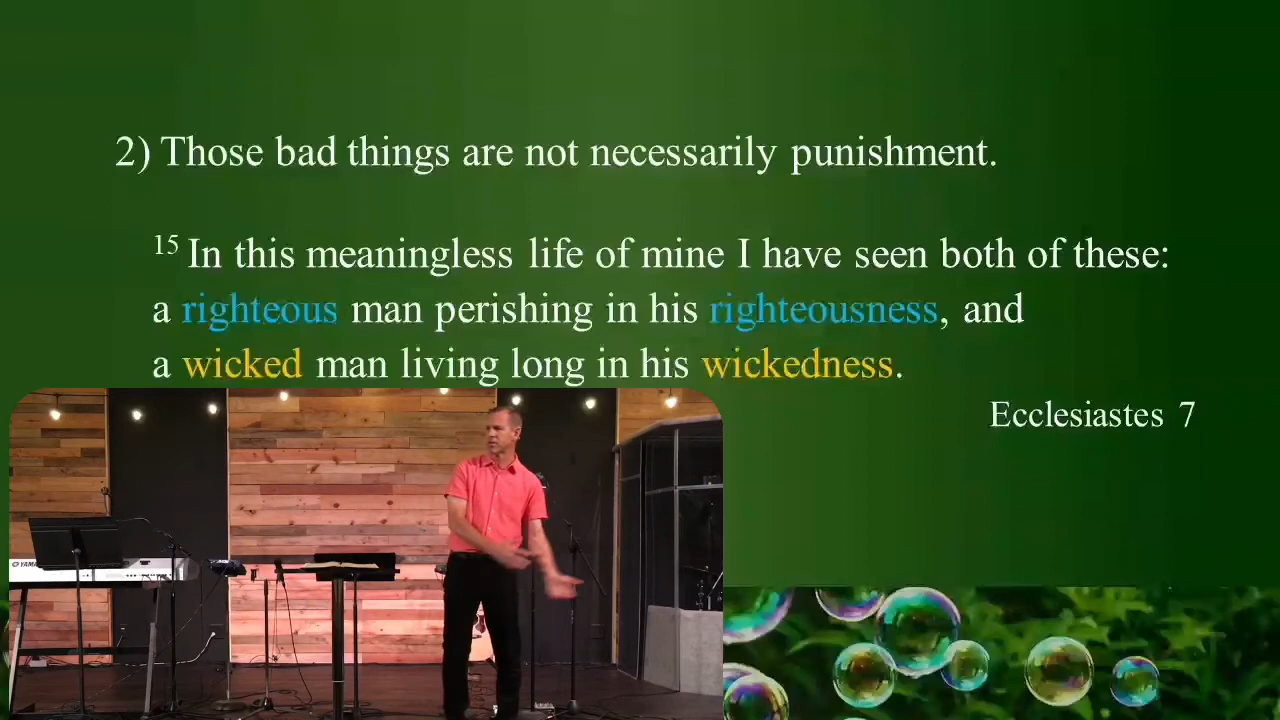 2) Those bad things are not necessarily punishment.
15 In this meaningless life of mine I have seen both of these:
a righteous man perishing in his righteousness, and
a wicked man living long in his wickedness.
Ecclesiastes 7